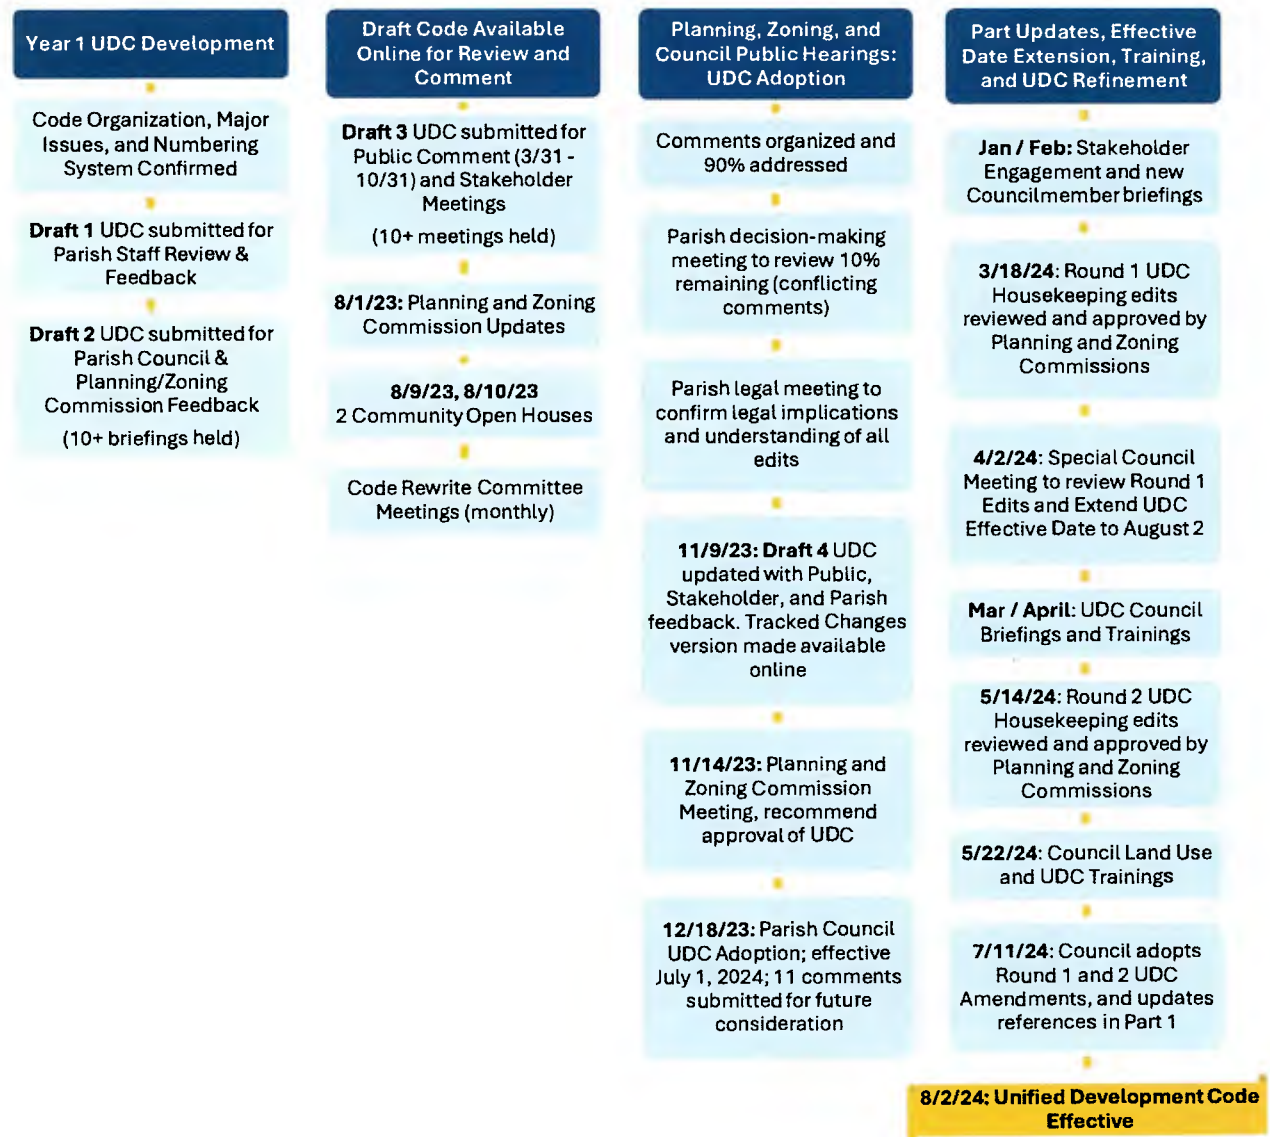 Year 1 UDC Development
Code Organization, Major
Issues, and Numbering
System Confirmed
Draft 1 UDC submitted for
Parish Staff Review &
Feedback
Draft 2 UDC submitted for
Parish Council &
Planning/Zoning
Commission Feedback
(10+ briefings held)
Draft Code Available
Online for Review and
Comment
Draft 3 UDC submitted for
Public Comment (3/31 -
10/31) and Stakeholder
Meetings
(10+ meetings held)
8/1/23: Planning and Zoning
Commission Updates
8/9/23, 8/10/23
2 Community Open Houses
Code Rewrite Committee
Meetings (monthly)
Planning, Zoning, and
Council Public Hearings:
UDC Adoption
Comments organized and
90% addressed
Parish decision-making
meeting to review 10%
remaining (conflicting
comments)
Parish legal meeting to
confirm legal implications
and understanding of all
edits
11/9/23: Draft 4 UDC
updated with Public,
Stakeholder, and Parish
feedback. Tracked Changes
version made available
online
11/14/23: Planning and
Zoning Commission
Meeting, recommend
approval of UDC
12/18/23: Parish Council
UDC Adoption; effective
July 1, 2024; 11 comments
submitted for future
consideration
Part Updates, Effective
Date Extension, Training,
and UDC Refinement
Jan / Feb: Stakeholder
Engagement and new
Councilmember briefings
3/18/24: Round 1 UDC
Housekeeping edits
reviewed and approved by
Planning and Zoning
Commissions
4/2/24: Special Council
Meeting to review Round 1
Edits and Extend UDC
Effective Date to August 2
Mar / April: UDC Council
Briefings and Trainings
5/14/24: Round 2 UDC
Housekeeping edits
reviewed and approved by
Planning and Zoning
Commissions
5/22/24: Council Land Use
and UDC Trainings
7/11/24: Council adopts
Round 1 and 2 UDC
Amendments, and updates
references in Part 1
8/2/24: Unified Development Code
Effective